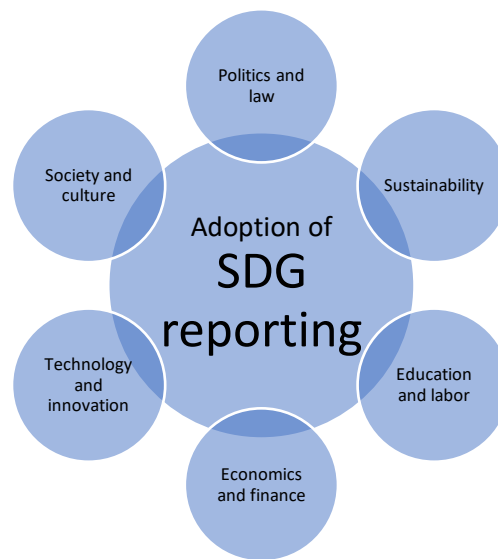 Politics and
law
Society and
culture
Sustainability
Adoption of
SDG
reporting
Technology
and
innovation
Education
and labor
Economics
and finance